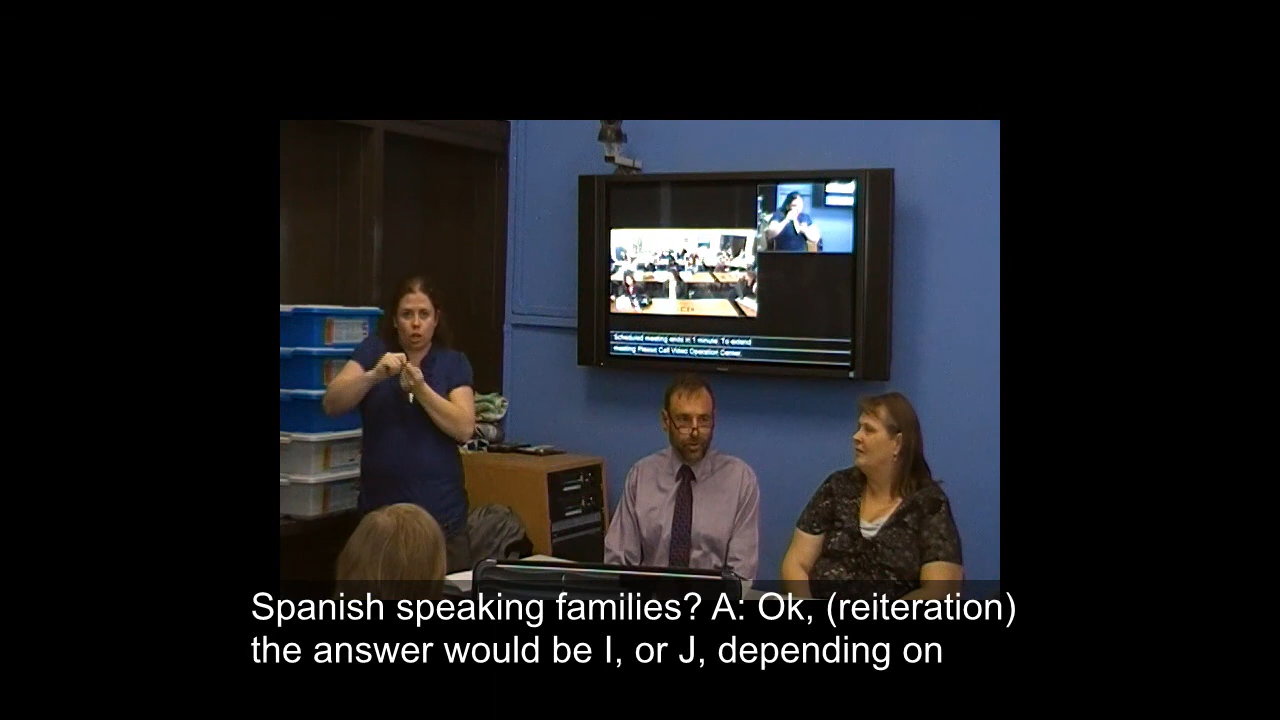 Scheduled meeting ends in 1 minute. To extend
meeting Please Call Video Operation Center.
Spanish speaking families? A: Ok, (reiteration)
the answer would be I, or J, depending on